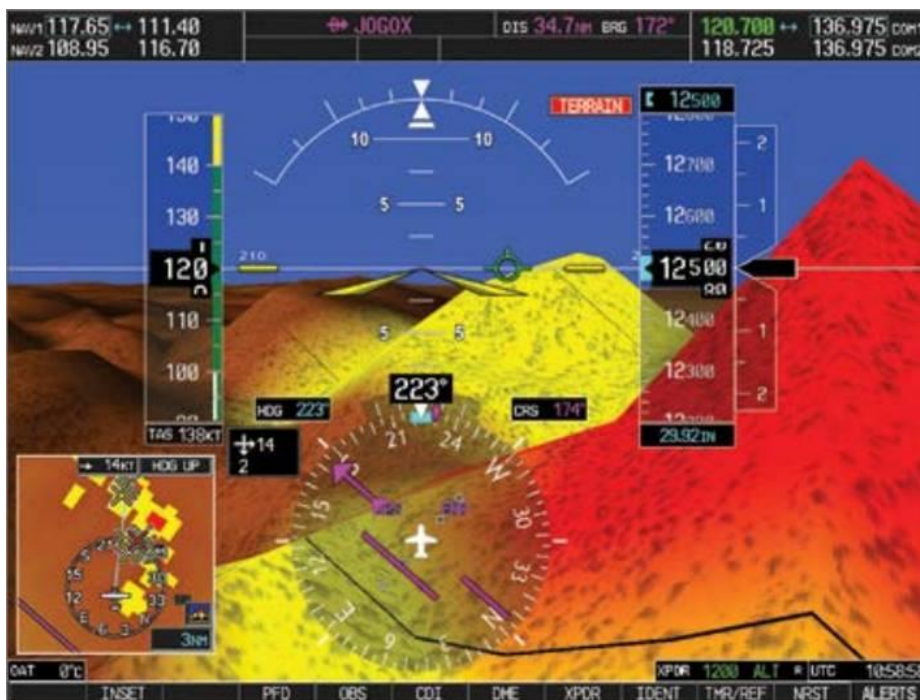 NAV1 117.65 ↔ 111.40
NAV2 108.95 116.70
JOGOX
DIS 34.7NM BRG 172°
120.700 ↔ 136.975 COM1
118.725 136.975 COM2
TERRAIN
12500
10 10
5 5
5 5
140
130
120
110
100
TAS 138KT
210
12700
12600
12500
12400
12300
29.92IN
2
1
1
2
HDG 223°
223°
CRS 174°
14
2
21 24 W 30 33 N 3 6 E 12 15
14KT HDG UP
3NM
OAT 0°C
XPDR 1200 ALT R UTC
INSET PFD OBS CDI DME XPDR IDENT TMR/REF NRST ALERTS